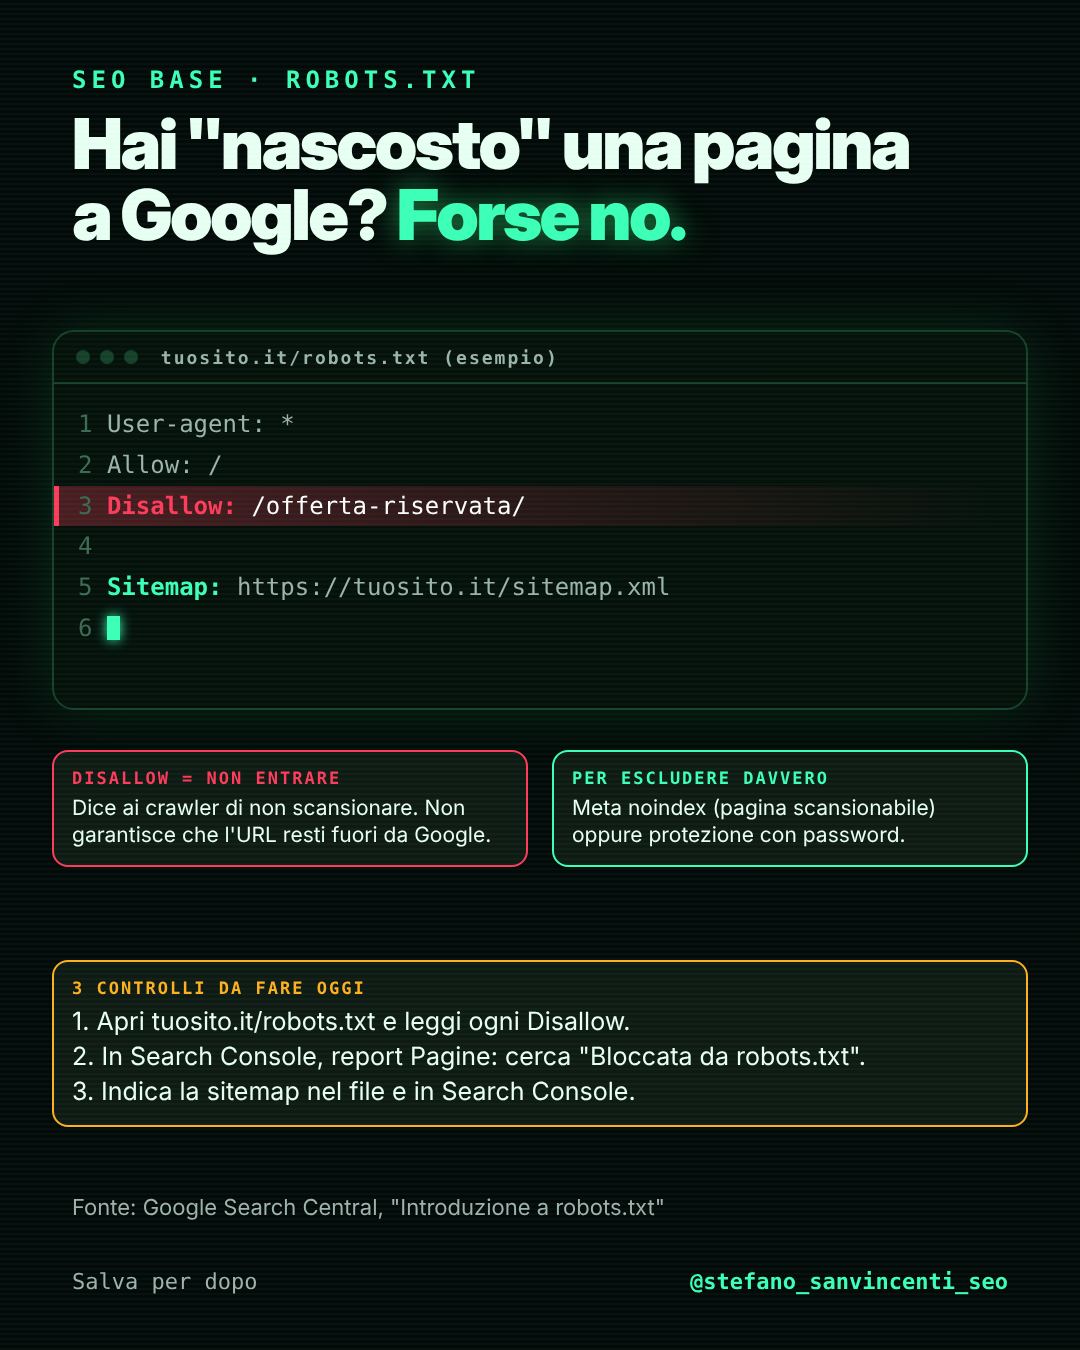 SEO BASE · ROBOTS.TXT
Hai "nascosto" una pagina
a Google? Forse no.
tuosito.it/robots.txt (esempio)
1 User-agent: *
2 Allow: /
3 Disallow: /offerta-riservata/
4
5 Sitemap: https://tuosito.it/sitemap.xml
6
DISALLOW = NON ENTRARE
Dice ai crawler di non scansionare. Non
garantisce che l'URL resti fuori da Google.
PER ESCLUDERE DAVVERO
Meta noindex (pagina scansionabile)
oppure protezione con password.
3 CONTROLLI DA FARE OGGI
1. Apri tuosito.it/robots.txt e leggi ogni Disallow.
2. In Search Console, report Pagine: cerca "Bloccata da robots.txt".
3. Indica la sitemap nel file e in Search Console.
Fonte: Google Search Central, "Introduzione a robots.txt"
Salva per dopo
@stefano_sanvincenti_seo